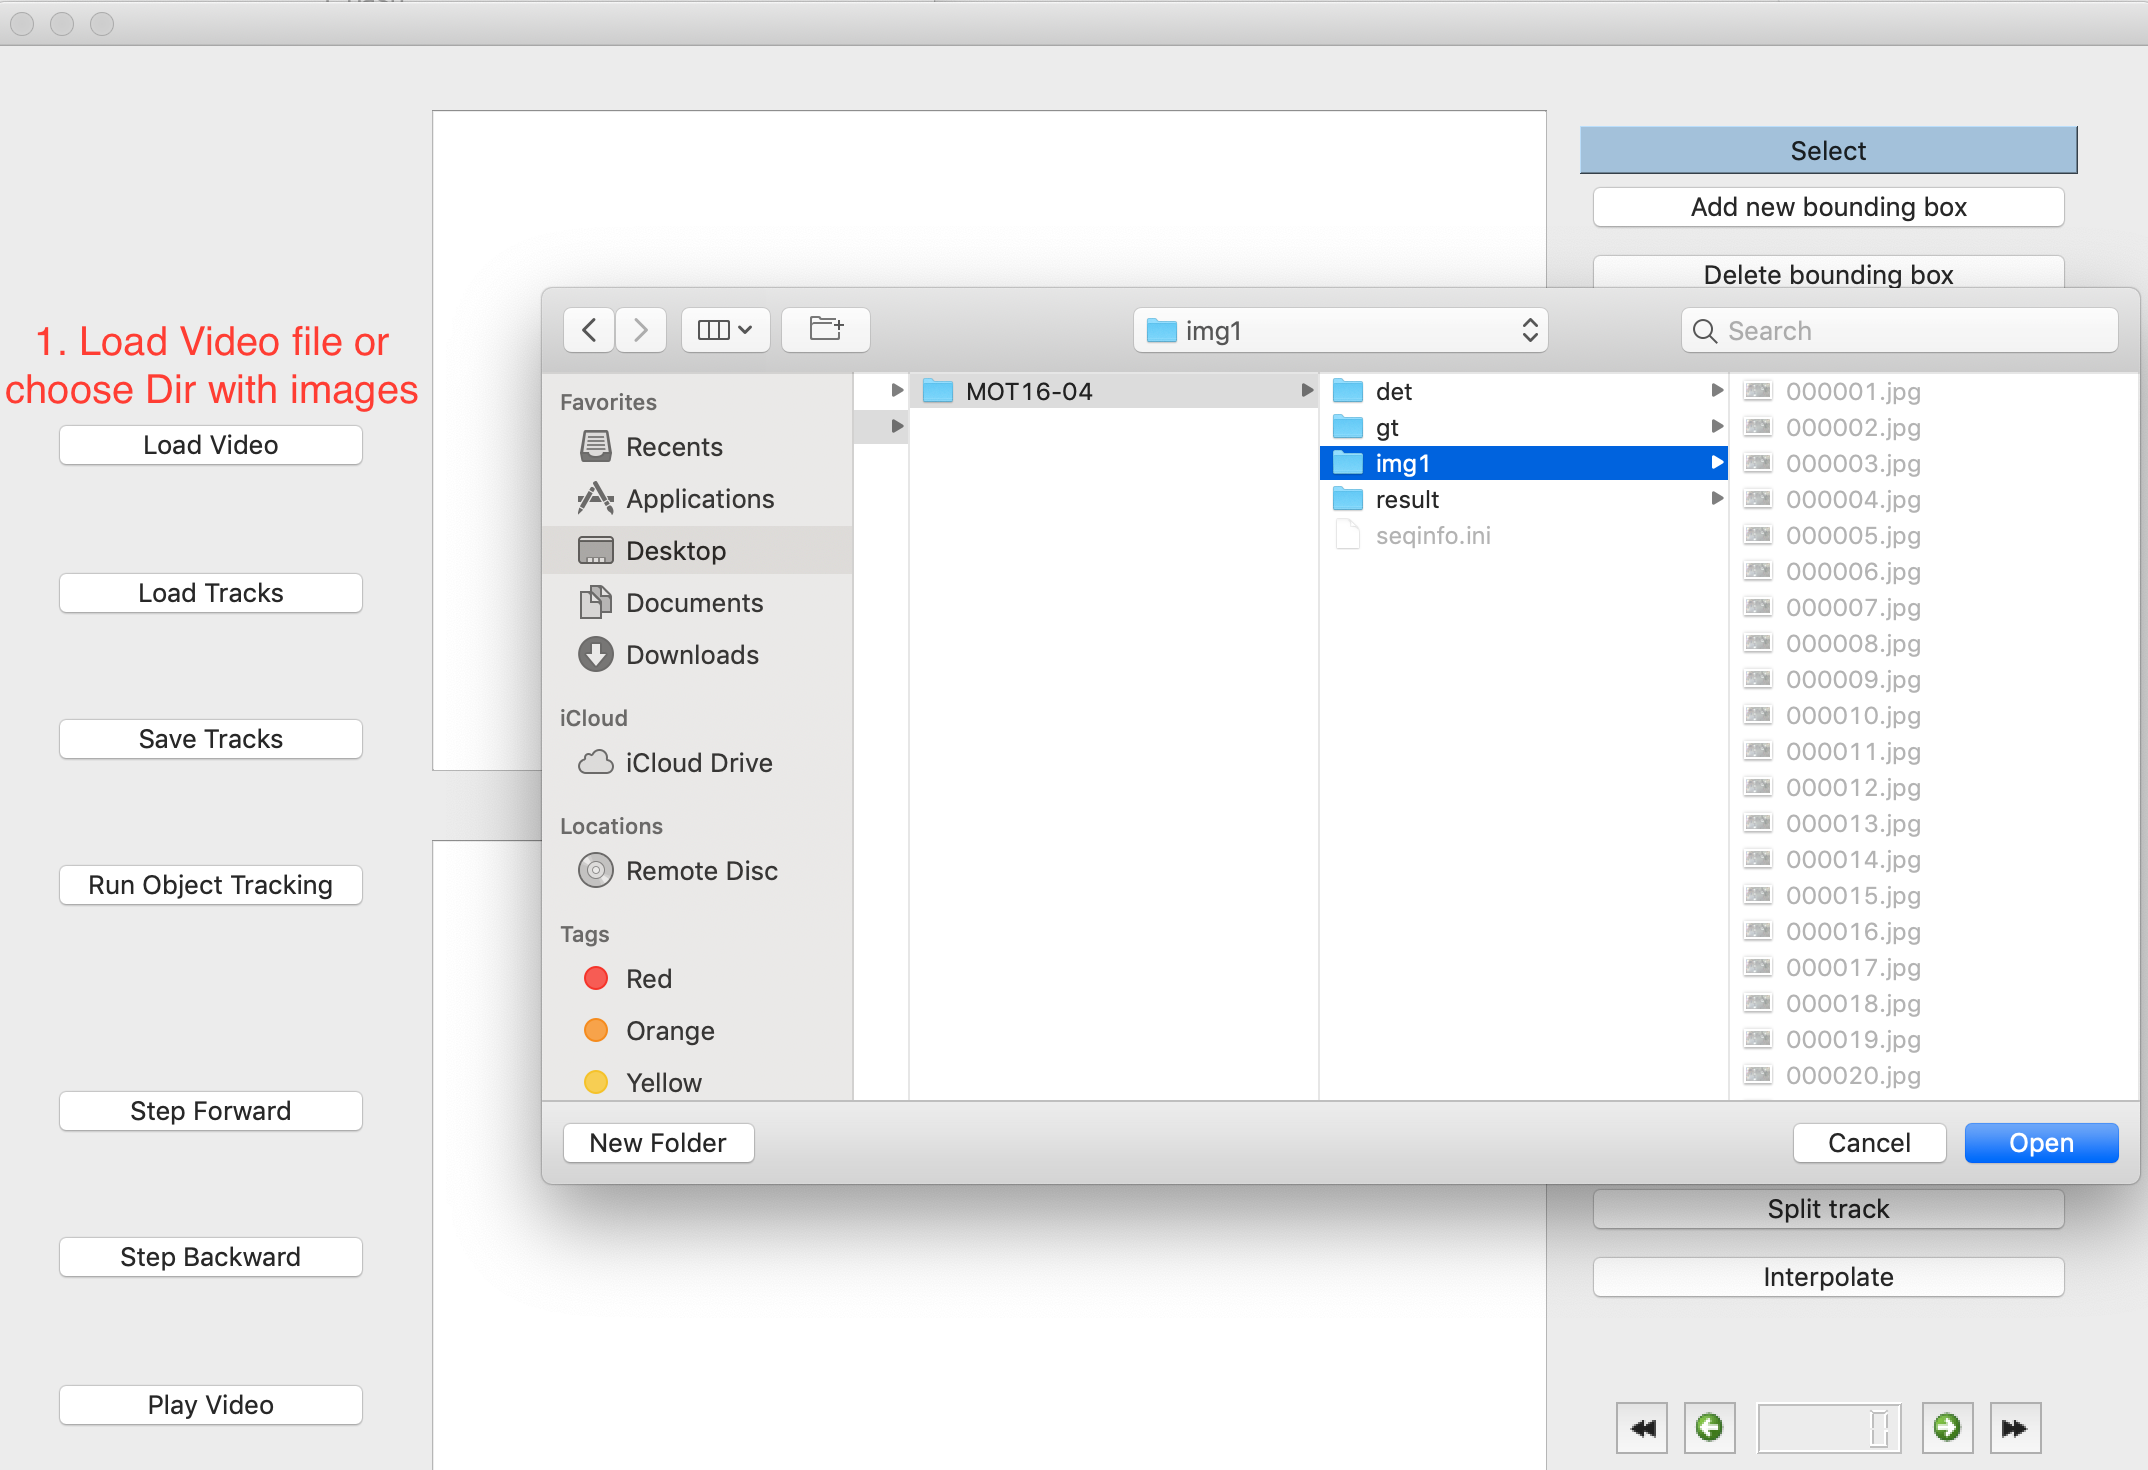 Select
Add new bounding box
Delete bounding box
1. Load Video file or
choose Dir with images
Load Video
Load Tracks
Save Tracks
Run Object Tracking
Step Forward
Step Backward
Play Video
img1
Search
Favorites
Recents
Applications
Desktop
Documents
Downloads
iCloud
iCloud Drive
Locations
Remote Disc
Tags
Red
Orange
Yellow
MOT16-04
det
gt
img1
result
seqinfo.ini
000001.jpg
000002.jpg
000003.jpg
000004.jpg
000005.jpg
000006.jpg
000007.jpg
000008.jpg
000009.jpg
000010.jpg
000011.jpg
000012.jpg
000013.jpg
000014.jpg
000015.jpg
000016.jpg
000017.jpg
000018.jpg
000019.jpg
000020.jpg
New Folder
Cancel
Open
Split track
Interpolate
0